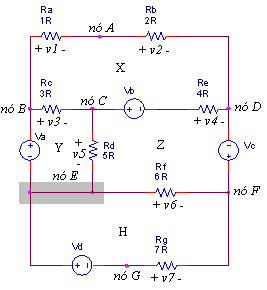 Ra
1R
nó A
Rb
2R
+ v1 -
+ v2 -
X
Rc
3R
nó C
Vb
Re
4R
nó B
nó D
+ v3 -
+ v4 -
Va
Y
+ v5 -
Rd
5R
Z
Vc
nó E
Rf
6R
nó F
+ v6 -
H
Vd
Rg
7R
nó G
+ v7 -